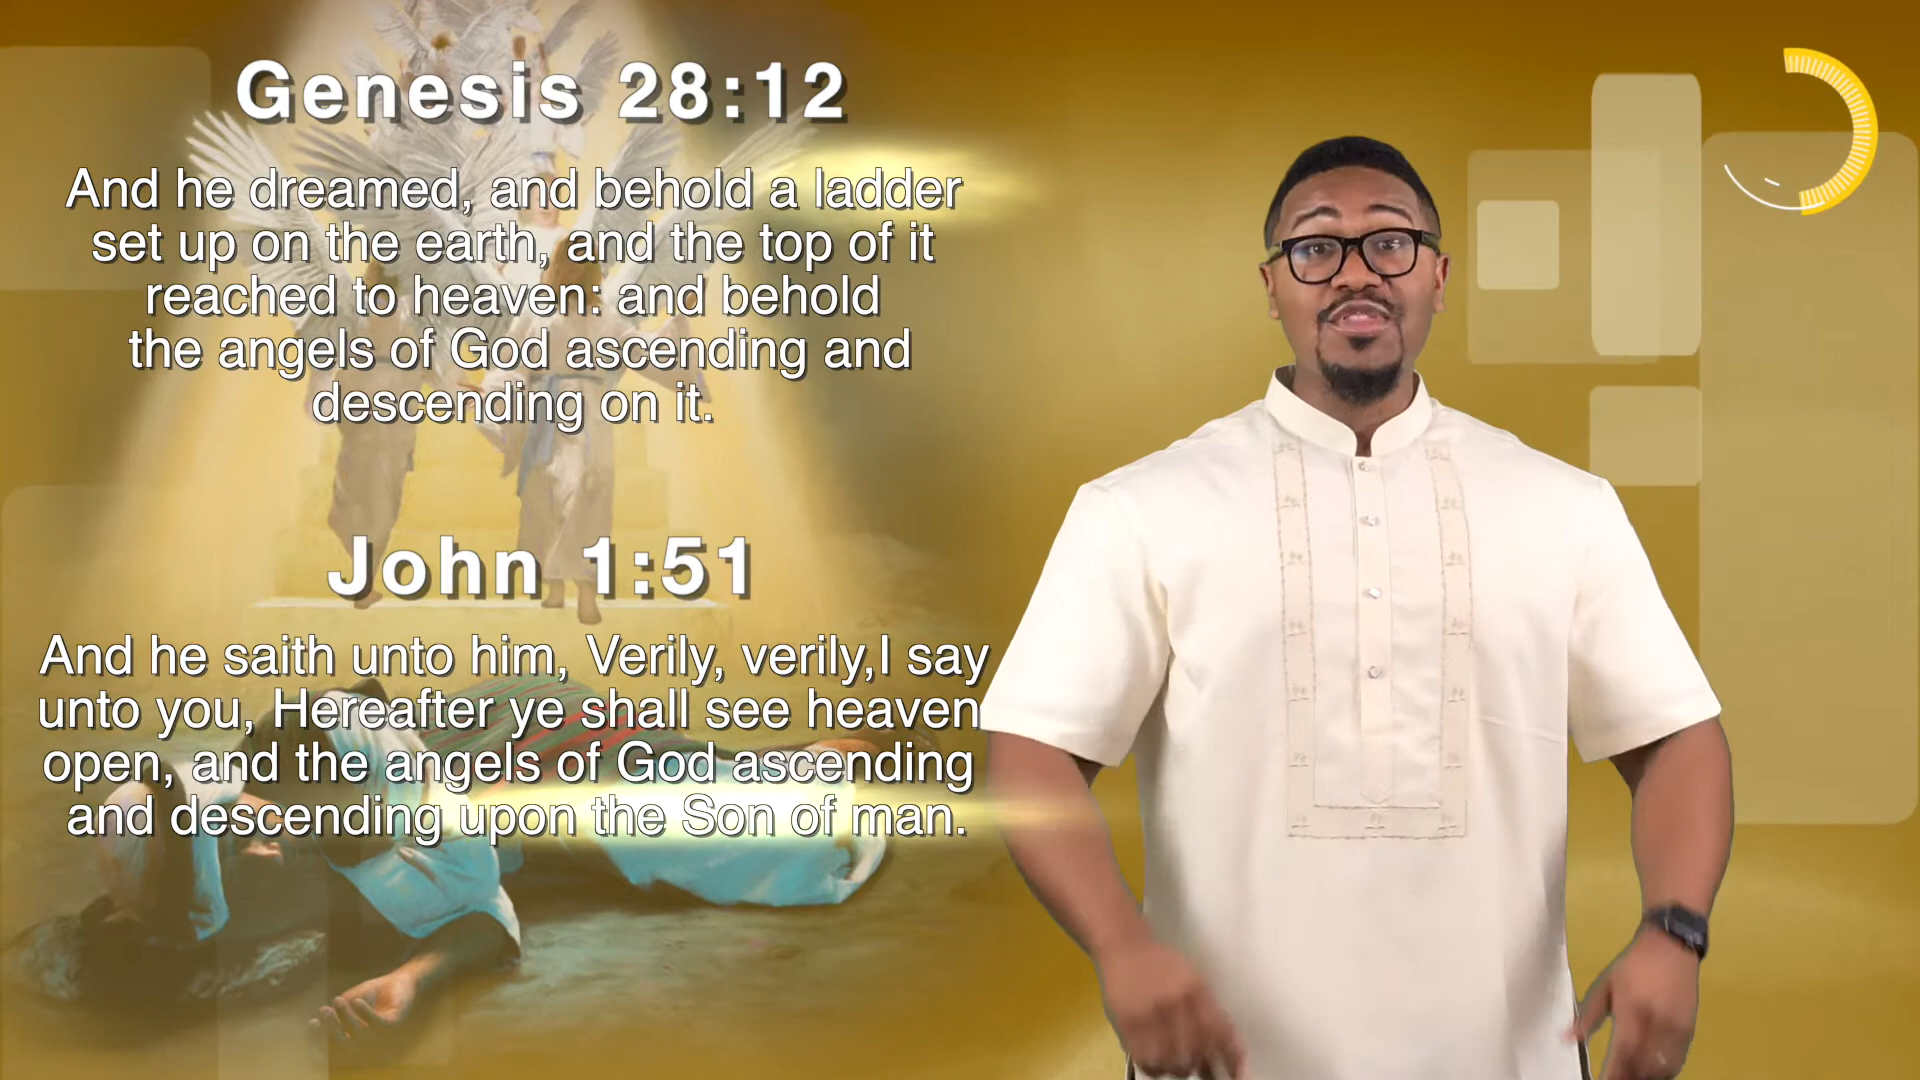 Genesis 28:12
And he dreamed, and behold a ladder
set up on the earth, and the top of it
reached to heaven: and behold
the angels of God ascending and
descending on it.
John 1:51
And he saith unto him, Verily, verily,I say
unto you, Hereafter ye shall see heaven
open, and the angels of God ascending
and descending upon the Son of man.